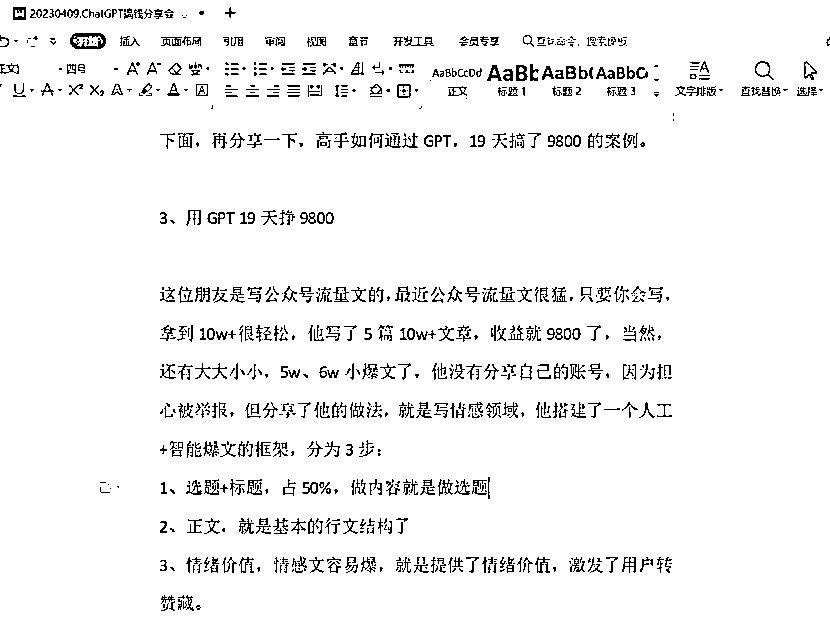 20230409.ChatGPT搞钱分享会
插入 页面布局 引用 审阅 视图 章节 开发工具 会员专享 查找命令、搜索模板
四号
AaBbCcDd AaBb AaBb( AaBbC
正文 标题 1 标题 2 标题 3 文字排版 查找替换 选择
下面，再分享一下，高手如何通过 GPT，19 天搞了 9800 的案例。
3、用 GPT 19 天挣 9800
这位朋友是写公众号流量文的，最近公众号流量文很猛，只要你会写，
拿到 10w+很轻松，他写了 5 篇 10w+文章，收益就 9800 了，当然，
还有大大小小，5w、6w 小爆文了，他没有分享自己的账号，因为担
心被举报，但分享了他的做法，就是写情感领域，他搭建了一个人工
+智能爆文的框架，分为 3 步：
1、选题+标题，占 50%，做内容就是做选题
2、正文，就是基本的行文结构了
3、情绪价值，情感文容易爆，就是提供了情绪价值，激发了用户转
赞藏。